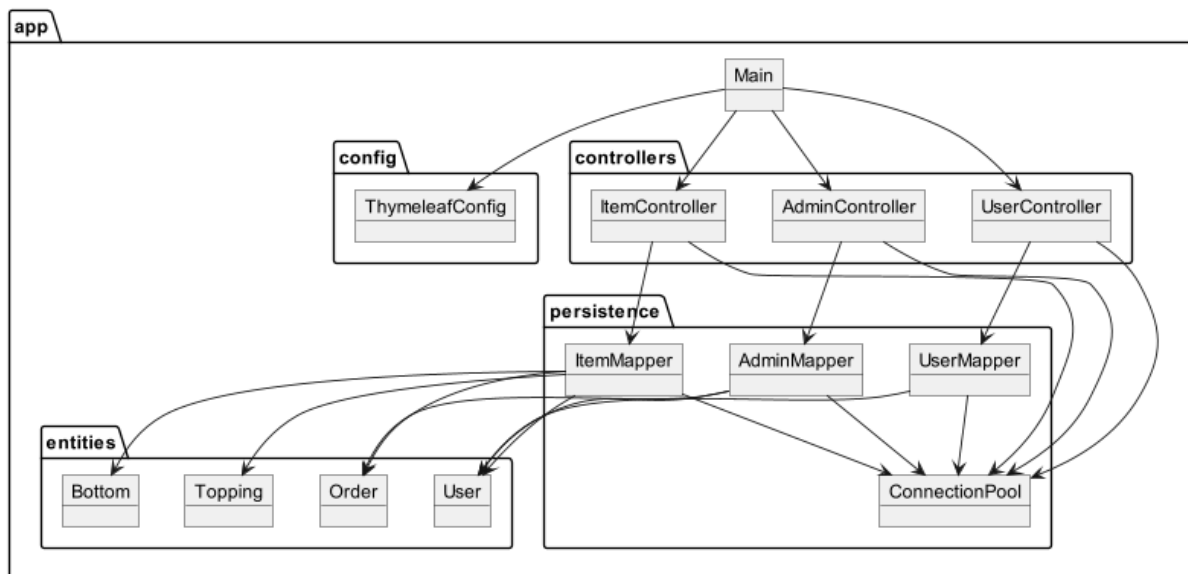 app
Main
config
controllers
ThymeleafConfig
ItemController
AdminController
UserController
persistence
ItemMapper
AdminMapper
UserMapper
entities
Bottom
Topping
Order
User
ConnectionPool